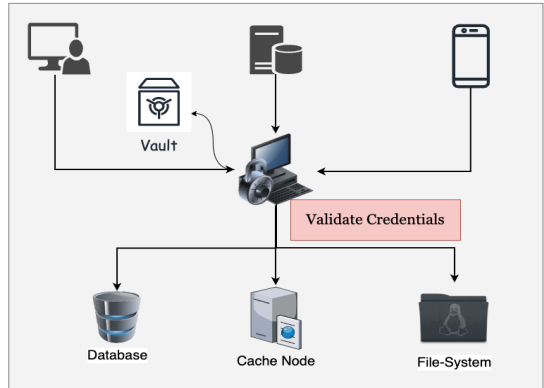 Vault
Validate Credentials
Database
Cache Node
File-System